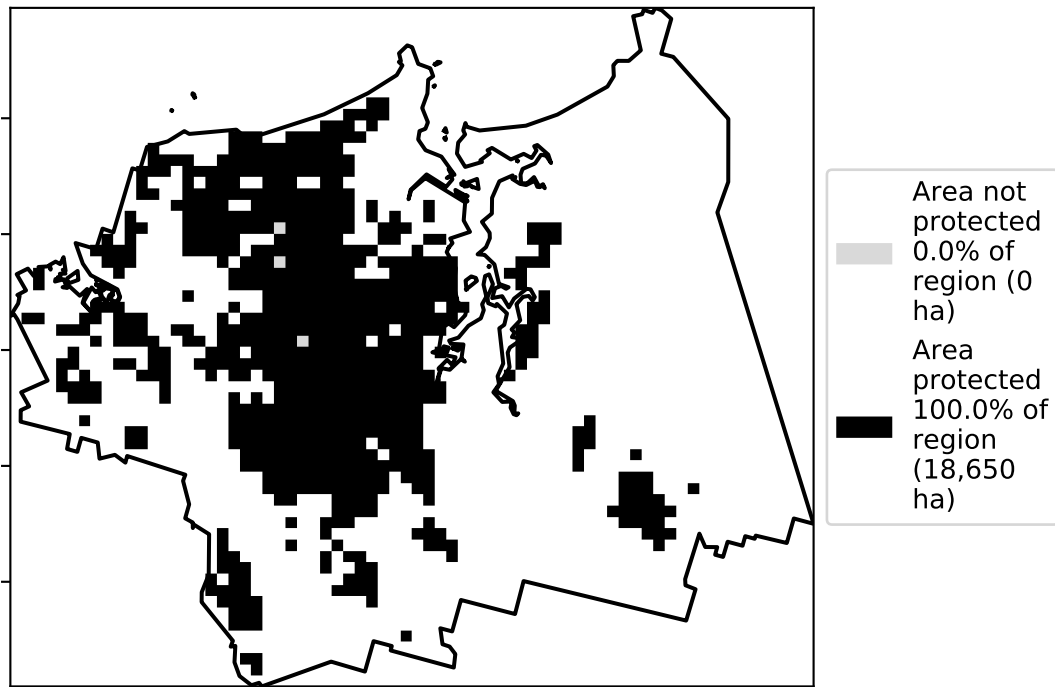 Area not
protected
0.0% of
region (0
ha)
Area
protected
100.0% of
region
(18,650
ha)